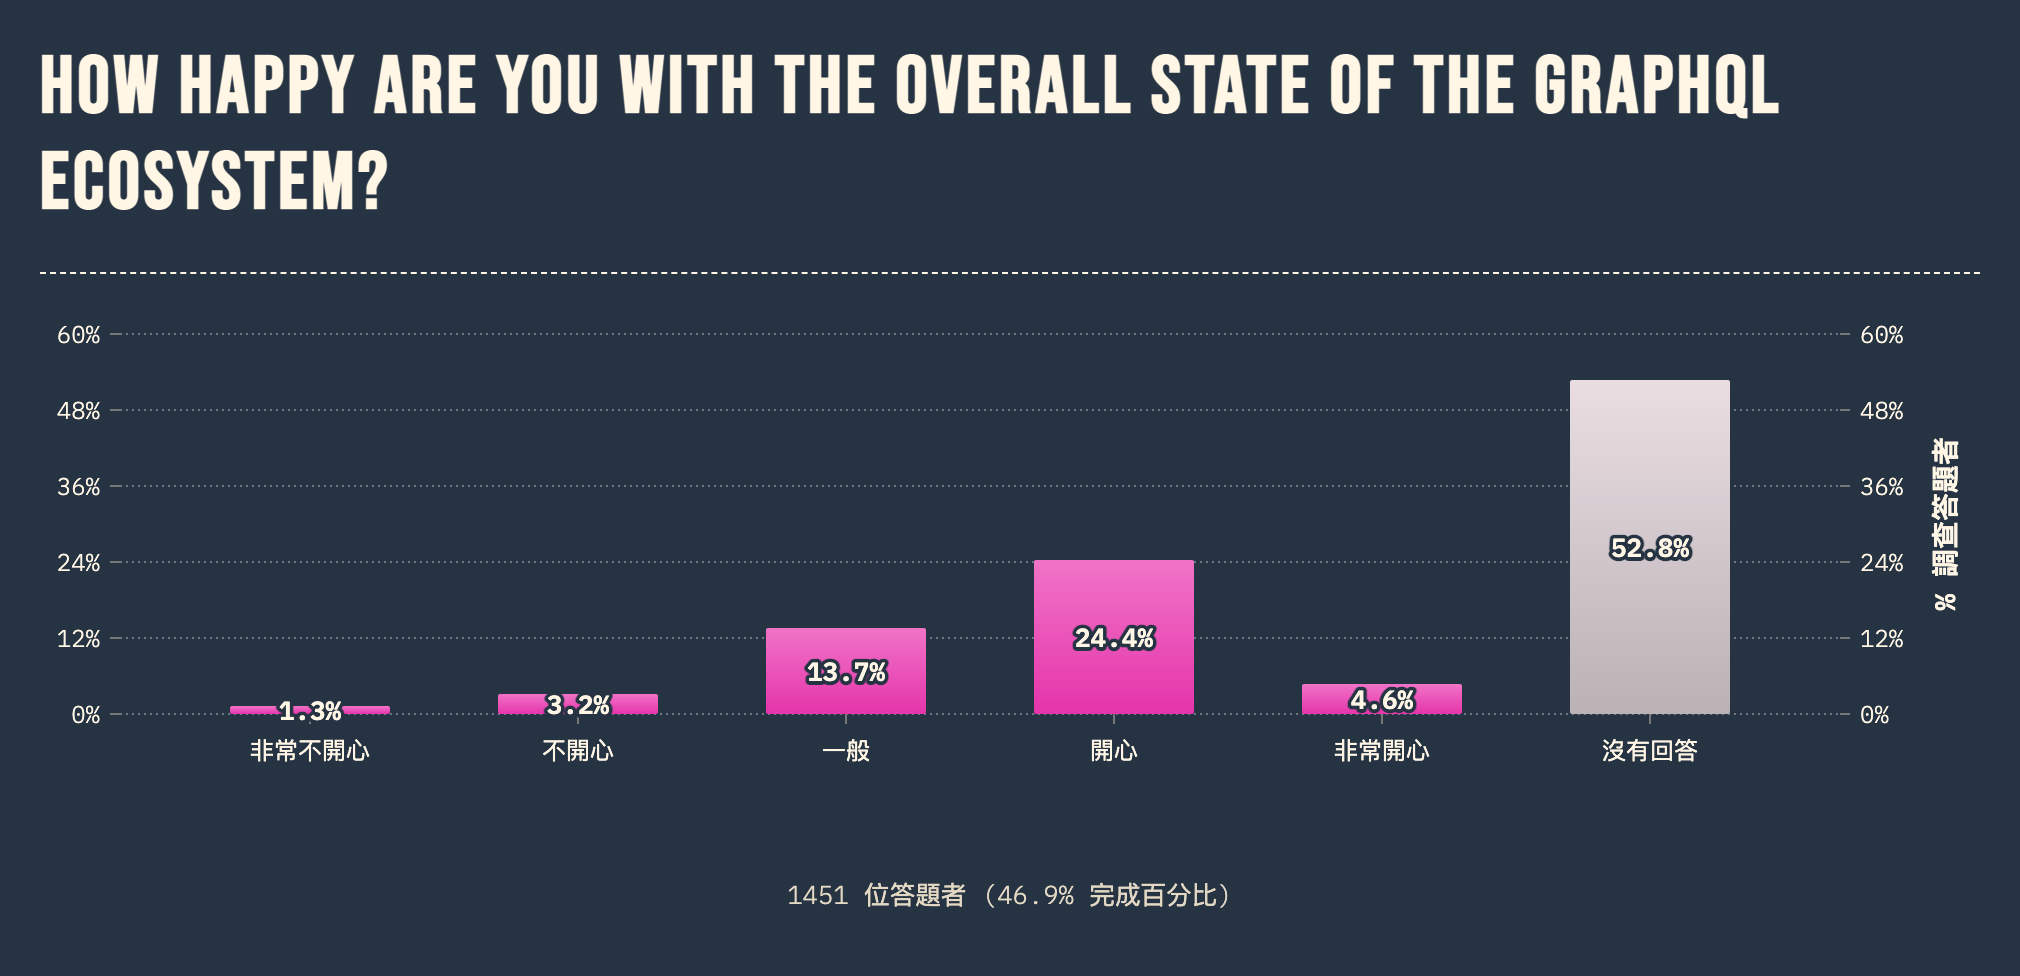 HOW HAPPY ARE YOU WITH THE OVERALL STATE OF THE GRAPHQL
ECOSYSTEM?
60%
48%
36%
24%
12%
0%
60%
48%
36%
24%
12%
0%
% 調查答題者
1.3%
3.2%
13.7%
24.4%
4.6%
52.8%
非常不開心
不開心
一般
開心
非常開心
沒有回答
1451 位答題者 (46.9% 完成百分比)